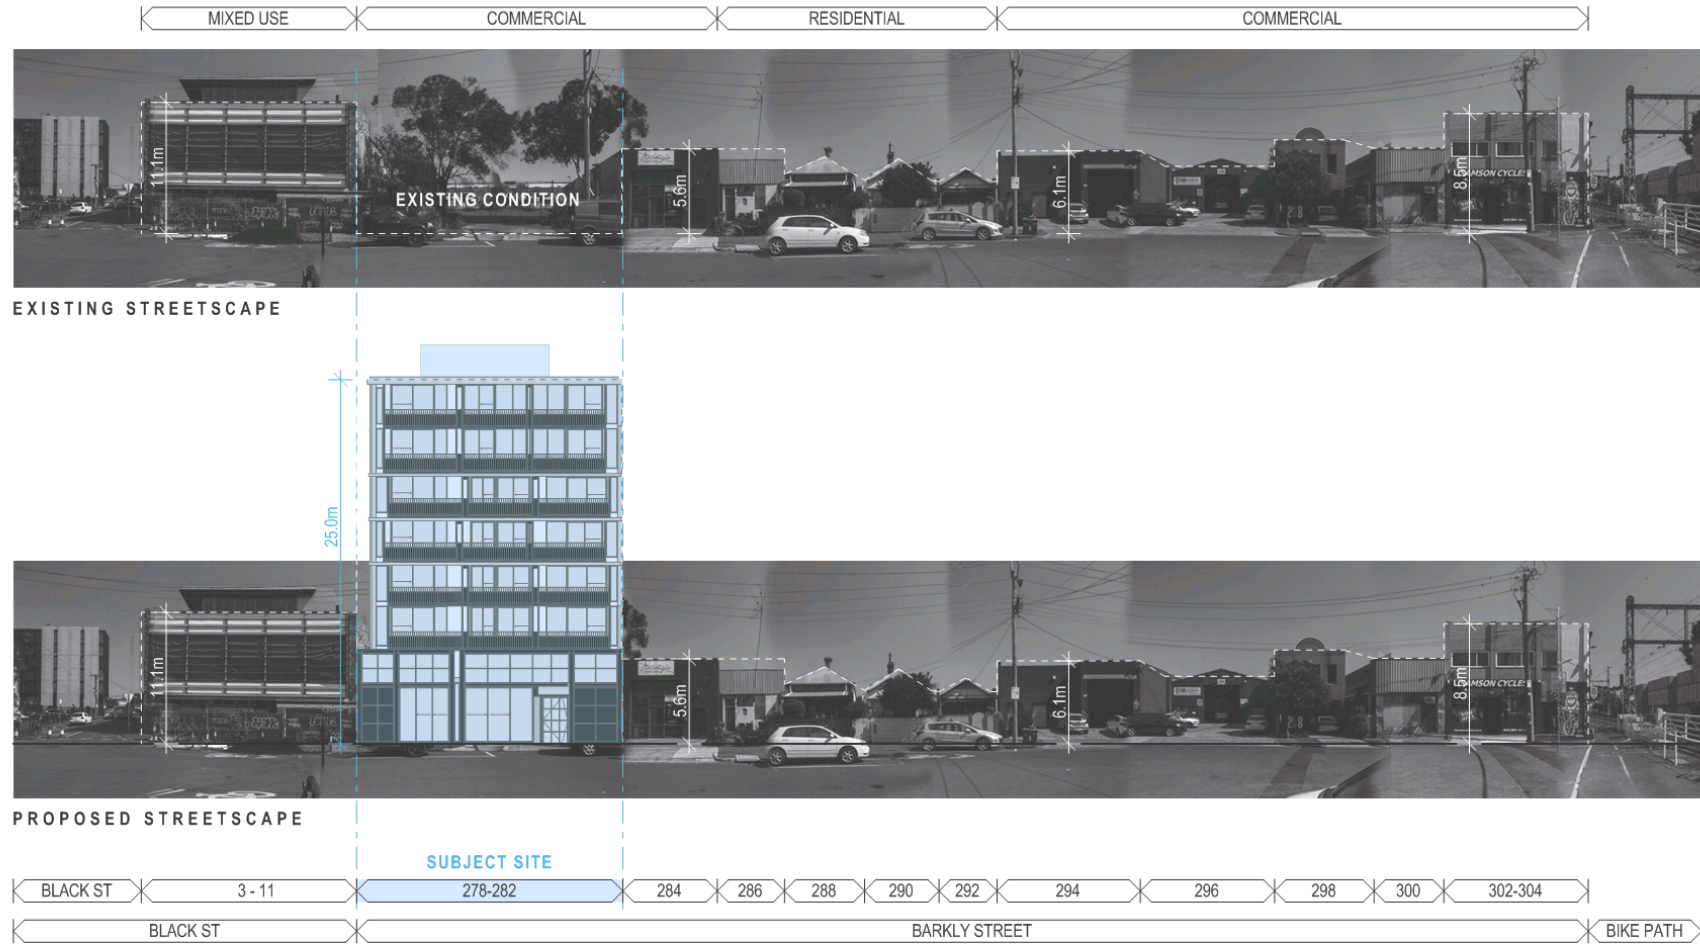 MIXED USE
COMMERCIAL
RESIDENTIAL
COMMERCIAL
11.1m
EXISTING CONDITION
5.6m
6.1m
8.5m
EXISTING STREETSCAPE
25.0m
11.1m
5.6m
6.1m
8.5m
PROPOSED STREETSCAPE
SUBJECT SITE
BLACK ST
3 - 11
278-282
284
286
288
290
292
294
296
298
300
302-304
BLACK ST
BARKLY STREET
BIKE PATH